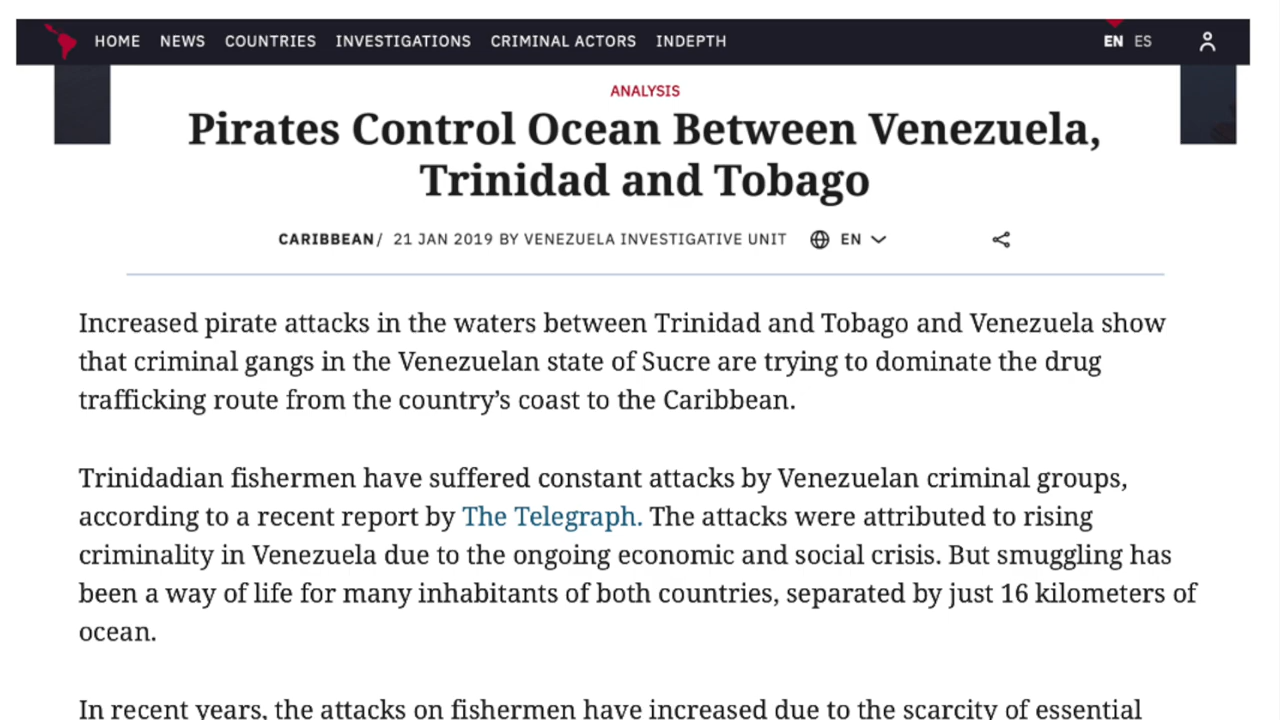 HOME NEWS COUNTRIES INVESTIGATIONS CRIMINAL ACTORS INDEPTH EN ES
ANALYSIS
Pirates Control Ocean Between Venezuela,
Trinidad and Tobago
CARIBBEAN / 21 JAN 2019 BY VENEZUELA INVESTIGATIVE UNIT EN
Increased pirate attacks in the waters between Trinidad and Tobago and Venezuela show
that criminal gangs in the Venezuelan state of Sucre are trying to dominate the drug
trafficking route from the country’s coast to the Caribbean.
Trinidadian fishermen have suffered constant attacks by Venezuelan criminal groups,
according to a recent report by The Telegraph. The attacks were attributed to rising
criminality in Venezuela due to the ongoing economic and social crisis. But smuggling has
been a way of life for many inhabitants of both countries, separated by just 16 kilometers of
ocean.
In recent years, the attacks on fishermen have increased due to the scarcity of essential